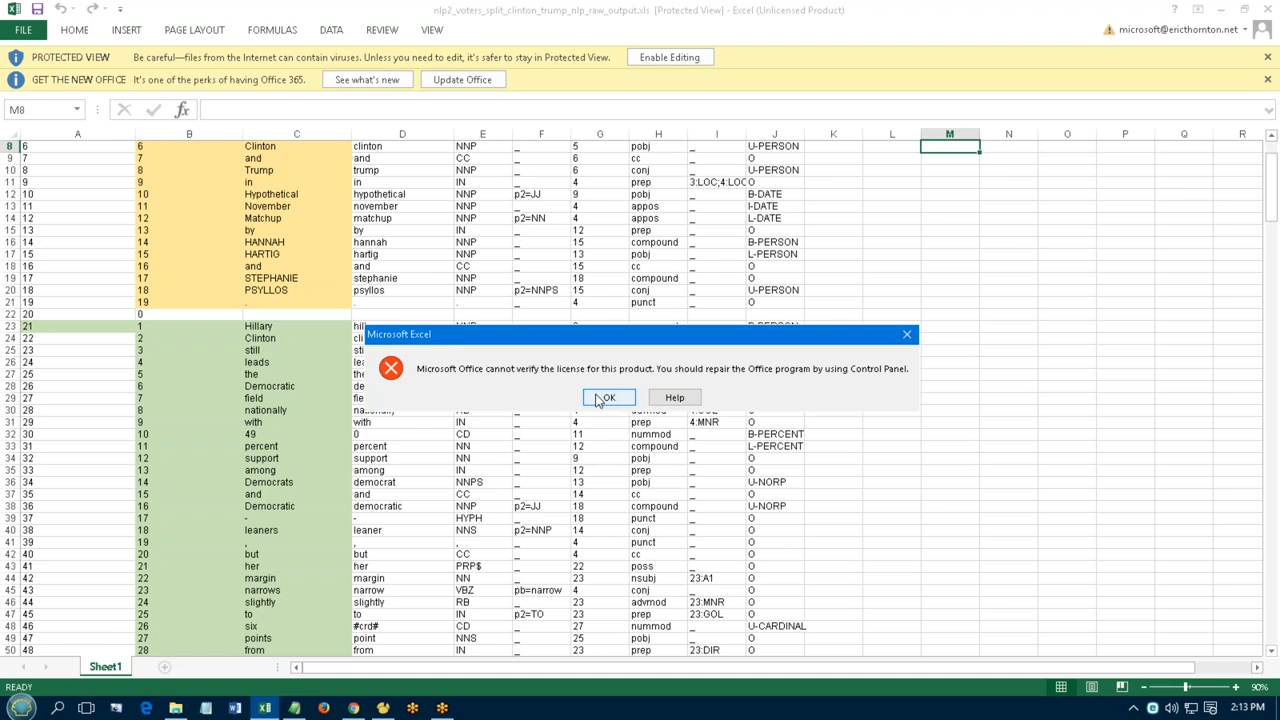 nlp2_voters_split_clinton_trump_nlp_raw_output.xls [Protected View] - Excel (Unlicensed Product)
FILE HOME INSERT PAGE LAYOUT FORMULAS DATA REVIEW VIEW microsoft@ericthornton.net
PROTECTED VIEW Be careful—files from the Internet can contain viruses. Unless you need to edit, it's safer to stay in Protected View. Enable Editing
GET THE NEW OFFICE It's one of the perks of having Office 365. See what's new Update Office
M8 fx
A B C D E F G H I J K L M N O P Q R
8 6 6 Clinton clinton NNP _ 5 pobj _ U-PERSON
9 7 7 and and CC _ 6 cc _ O
10 8 8 Trump trump NNP _ 6 conj _ U-PERSON
11 9 9 in in IN _ 4 prep 3:LOC;4:LOC O
12 10 10 Hypothetical hypothetical NNP p2=JJ 9 pobj _ B-DATE
13 11 11 November november NNP _ 4 appos _ I-DATE
14 12 12 Matchup matchup NNP p2=NN 4 appos _ L-DATE
15 13 13 by by IN _ 12 prep _ O
16 14 14 HANNAH hannah NNP _ 15 compound _ B-PERSON
17 15 15 HARTIG hartig NNP _ 13 pobj _ L-PERSON
18 16 16 and and CC _ 15 cc _ O
19 17 17 STEPHANIE stephanie NNP _ 18 compound _ O
20 18 18 PSYLLOS psyllos NNP p2=NNPS 15 conj _ U-PERSON
21 19 19 . . . _ 4 punct _ O
22 20 0
23 21 1 Hillary
24 22 2 Clinton
25 23 3 still
26 24 4 leads
27 25 5 the
28 26 6 Democratic
29 27 7 field
30 28 8 nationally
31 29 9 with with IN _ 4 prep 4:MNR O
32 30 10 49 0 CD _ 11 nummod _ B-PERCENT
33 31 11 percent percent NN _ 12 compound _ L-PERCENT
34 32 12 support support NN _ 9 pobj _ O
35 33 13 among among IN _ 12 prep _ O
36 34 14 Democrats democrat NNPS _ 13 pobj _ U-NORP
37 35 15 and and CC _ 14 cc _ O
38 36 16 Democratic democratic NNP p2=JJ 18 compound _ U-NORP
39 37 17 - - HYPH _ 18 punct _ O
40 38 18 leaners leaner NNS p2=NNP 14 conj _ O
41 39 19 , , , _ 4 punct _ O
42 40 20 but but CC _ 4 cc _ O
43 41 21 her her PRP$ _ 22 poss _ O
44 42 22 margin margin NN _ 23 nsubj 23:A1 O
45 43 23 narrows narrow VBZ pb=narrow 4 conj _ O
46 44 24 slightly slightly RB _ 23 advmod 23:MNR O
47 45 25 to to IN p2=TO 23 prep 23:GOL O
48 46 26 six #crd# CD _ 27 nummod _ U-CARDINAL
49 47 27 points point NNS _ 25 pobj _ O
50 48 28 from from IN _ 23 prep 23:DIR O
Microsoft Excel
Microsoft Office cannot verify the license for this product. You should repair the Office program by using Control Panel.
OK Help
Sheet1
READY 90%
2:13 PM